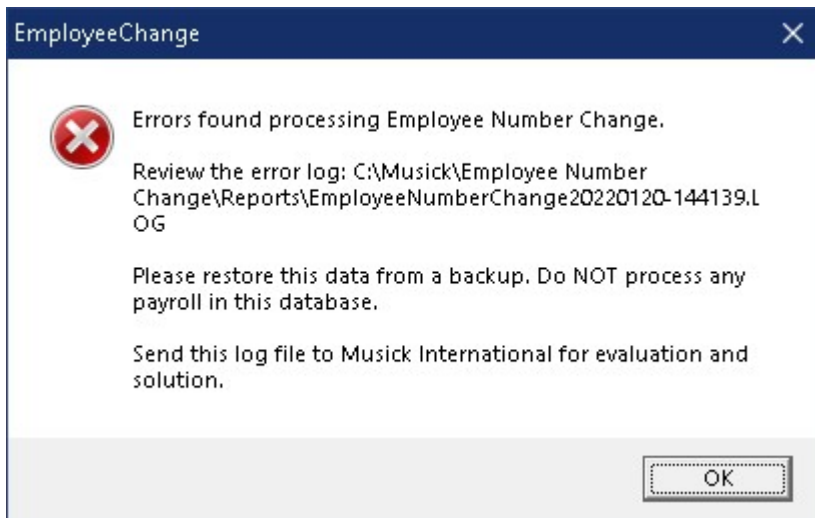 EmployeeChange
Errors found processing Employee Number Change.
Review the error log: C:\Musick\Employee Number
Change\Reports\EmployeeNumberChange20220120-144139.L
OG
Please restore this data from a backup. Do NOT process any
payroll in this database.
Send this log file to Musick International for evaluation and
solution.
OK